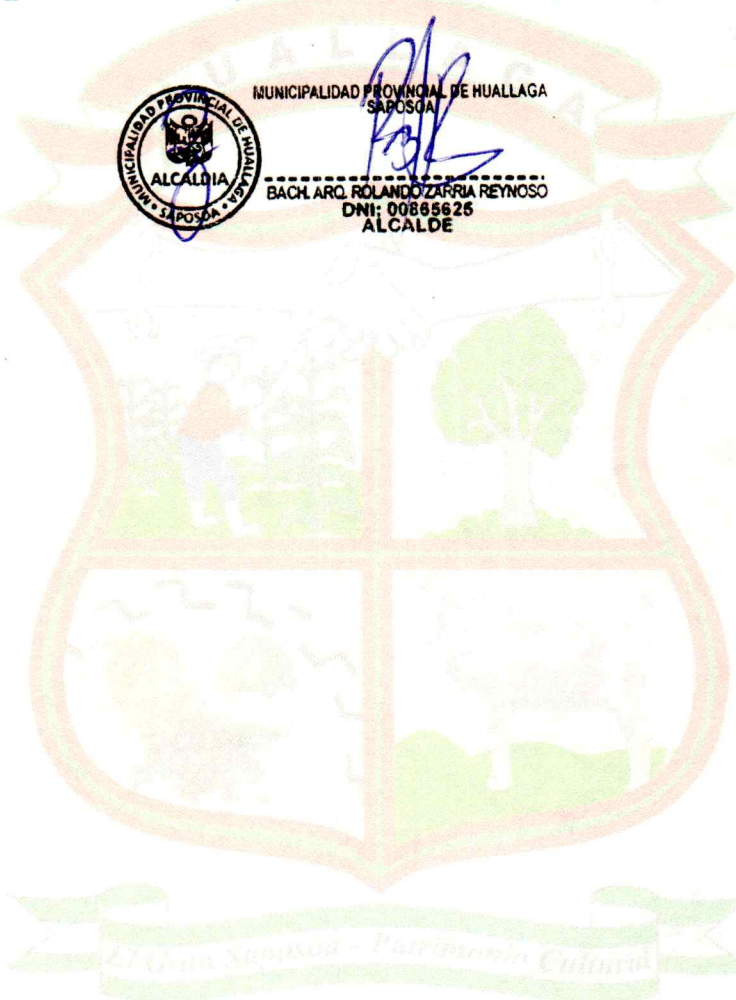 HUALLAGA
MUNICIPALIDAD PROVINCIAL DE HUALLAGA
SAPOSOA
MUNICIPALIDAD PROVINCIAL DE HUALLAGA
ALCALDIA
• SAPOSOA •
BACH. ARQ. ROLANDO ZARRIA REYNOSO
DNI: 00865625
ALCALDE
El Gran Saposoa - Patrimonio Cultural